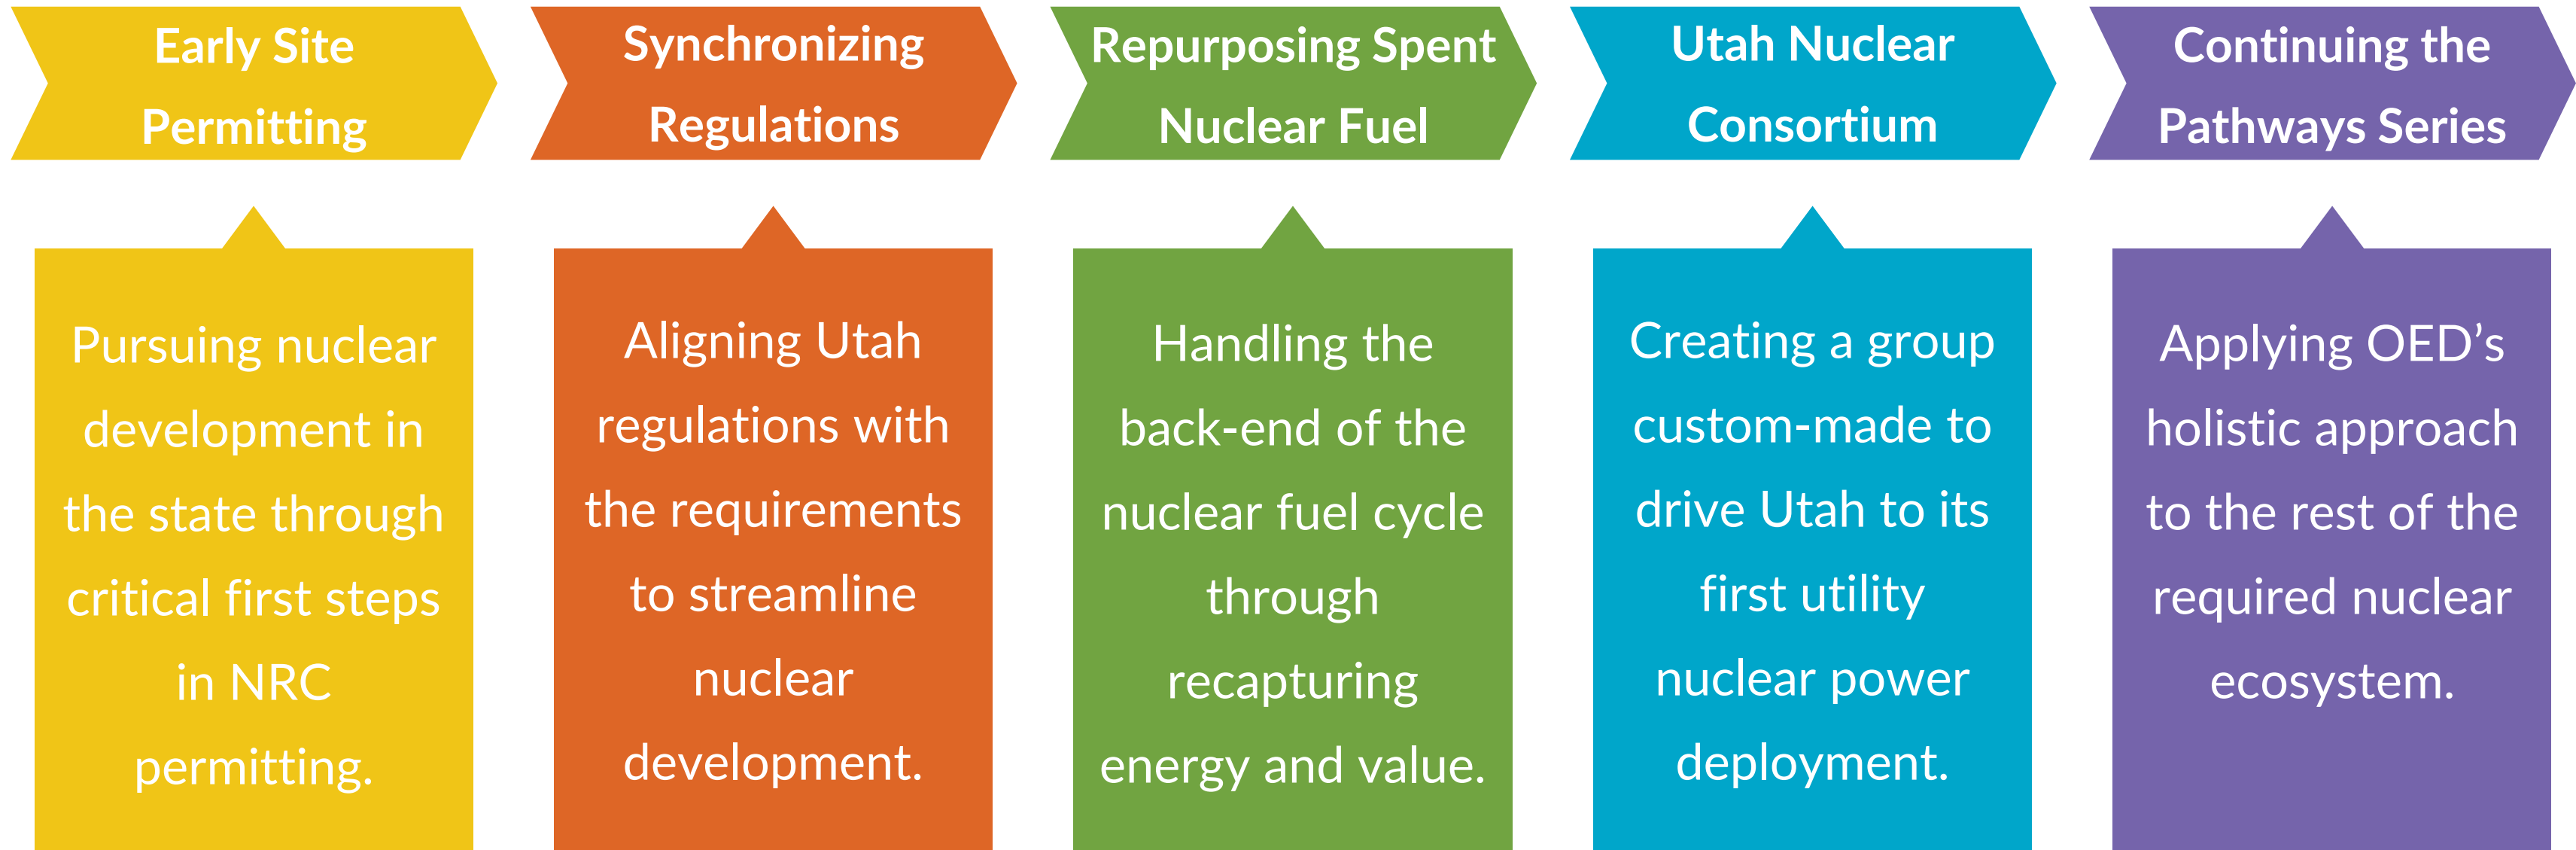 Early Site
Permitting
Pursuing nuclear
development in
the state through
critical first steps
in NRC
permitting.
Synchronizing
Regulations
Aligning Utah
regulations with
the requirements
to streamline
nuclear
development.
Repurposing Spent
Nuclear Fuel
Handling the
back-end of the
nuclear fuel cycle
through
recapturing
energy and value.
Utah Nuclear
Consortium
Creating a group
custom-made to
drive Utah to its
first utility
nuclear power
deployment.
Continuing the
Pathways Series
Applying OED’s
holistic approach
to the rest of the
required nuclear
ecosystem.